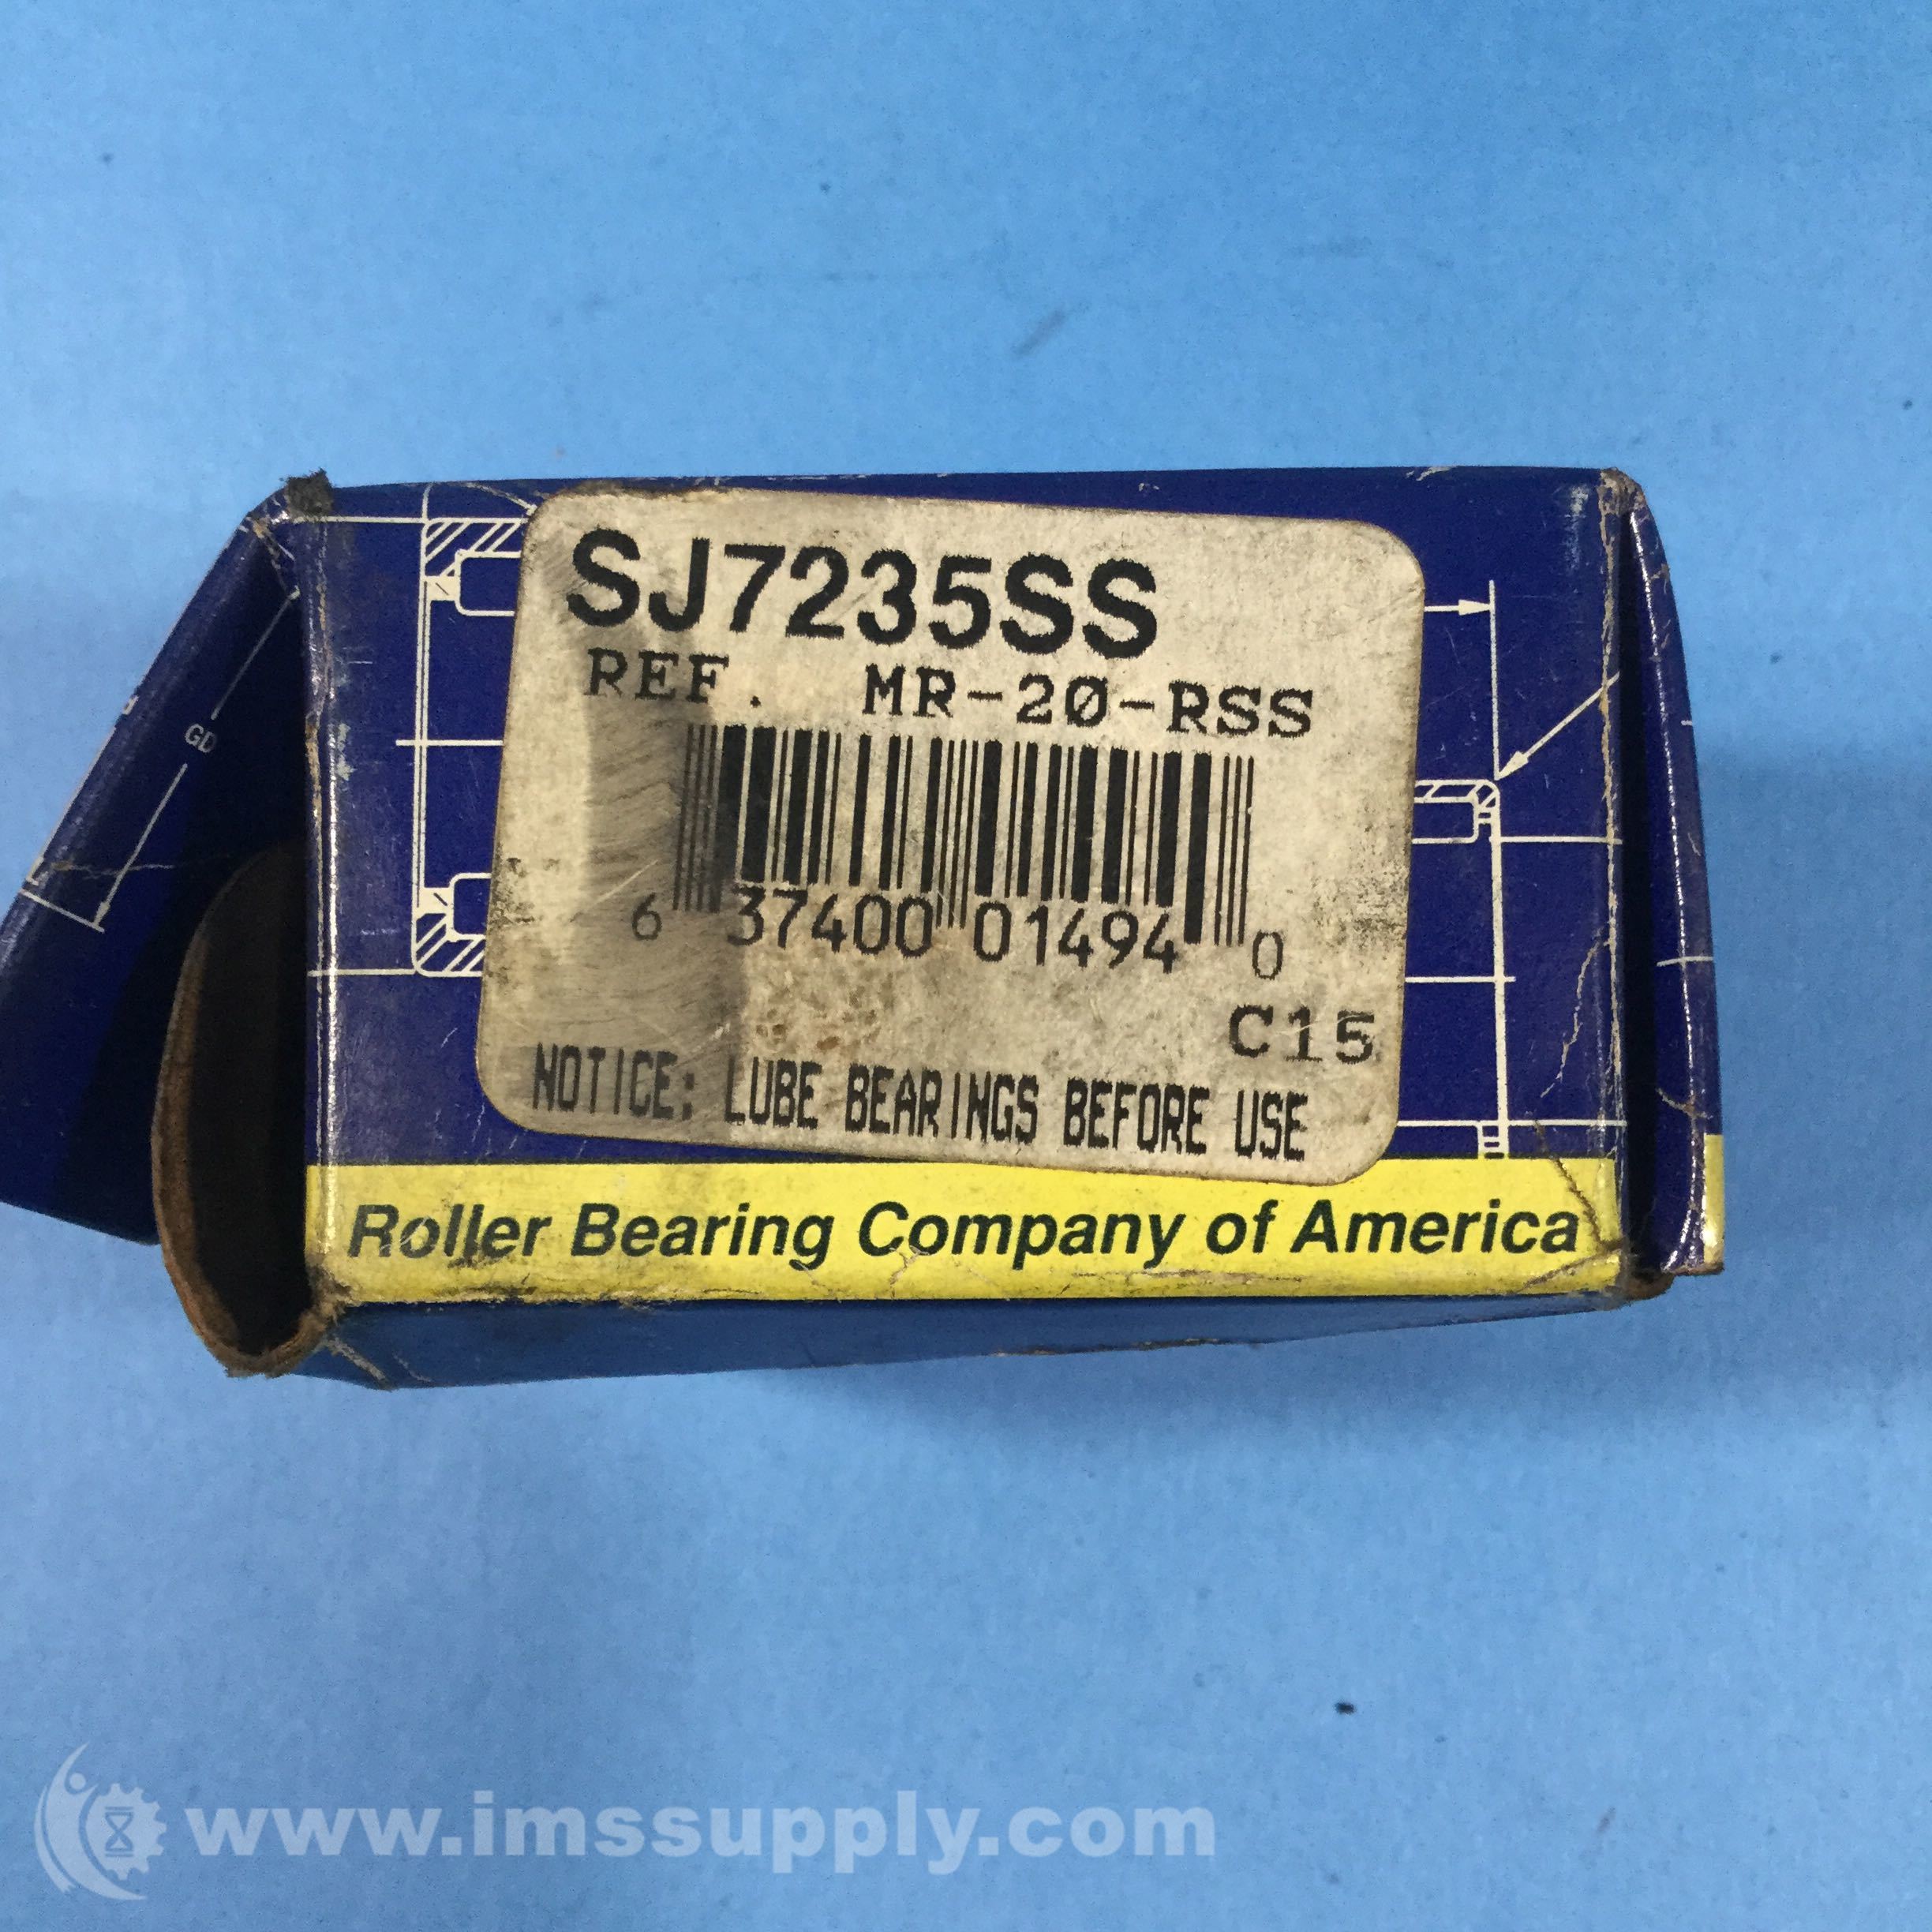 SJ7235SS
REF. MR-20-RSS
GD
6 37400 01494 0
C15
NOTICE: LUBE BEARINGS BEFORE USE
Roller Bearing Company of America
www.imssupply.com